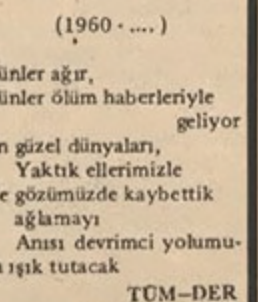 (1960 - .... )
ünler ağır,
ünler ölüm haberleriyle
geliyor
n güzel dünyaları,
Yaktık ellerimizle
e gözümüzde kaybettik
ağlamayı
Anısı devrimci yolumu-
ışık tutacak
TÜM-DER